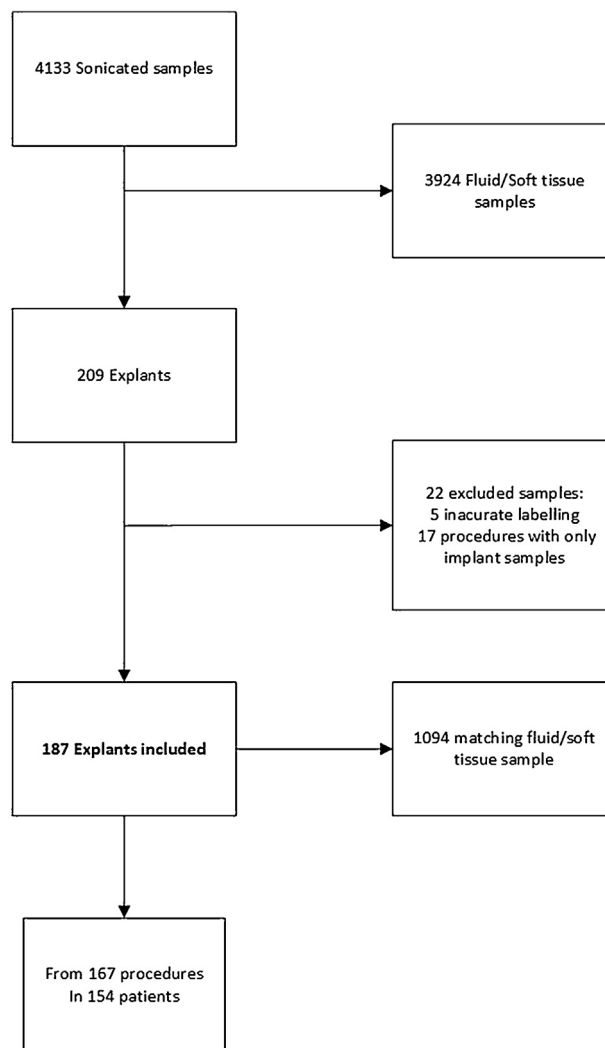 4133 Sonicated samples
3924 Fluid/Soft tissue
samples
209 Explants
22 excluded samples:
5 inacurate labelling
17 procedures with only
implant samples
187 Explants included
1094 matching fluid/soft
tissue sample
From 167 procedures
In 154 patients